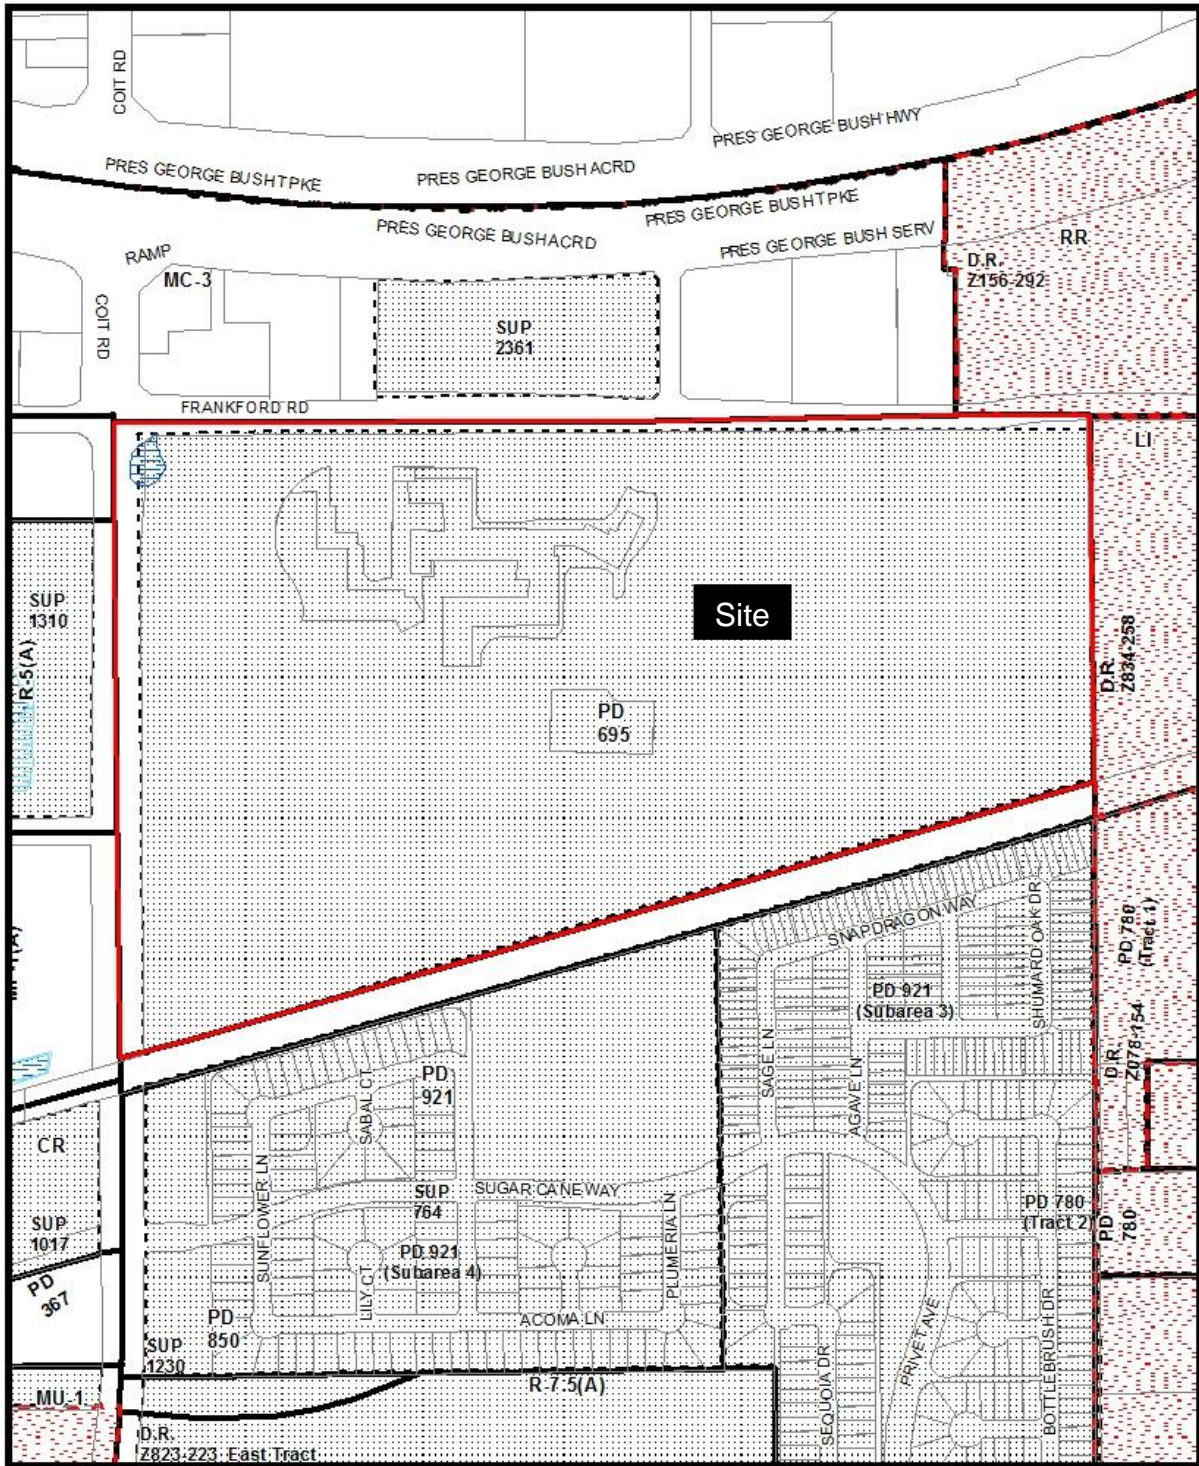 COIT RD
PRES GEORGE BUSH HWY
PRES GEORGE BUSHTPKE
PRES GEORGE BUSH ACRD
PRES GEORGE BUSHTPKE
PRES GEORGE BUSHACRD
PRES GEORGE BUSH SERV
RAMP
MC-3
RR
D.R.
Z156-292
COIT RD
SUP
2361
FRANKFORD RD
LI
SUP
1310
R-5(A)
Site
D.R.
Z834-258
PD
695
SNAPDRAGON WAY
SHUMARD OAK DR
PD 780
(Tract 1)
PD 921
(Subarea 3)
D.R.
Z078-154
SAGE LN
AGAVE LN
PD
921
SABAL CT
CR
SUNFLOWER LN
SUP
764
SUGAR CANE WAY
PLUMERIA LN
PD 780
(Tract 2)
PD
780
SUP
1017
PD 921
(Subarea 4)
LILY CT
PD
367
PD
850
ACOMA LN
SUP
1230
PRIVET AVE
BOTTLEBRUSH DR
SEQUOIA DR
R-7.5(A)
MU-1
D.R.
Z823-223 East Tract